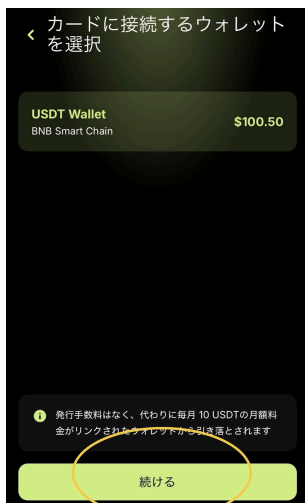 カードに接続するウォレット
を選択
USDT Wallet
BNB Smart Chain
$100.50
発行手数料はなく、代わりに毎月 10 USDTの月額料
金がリンクされたウォレットから引き落とされます
続ける